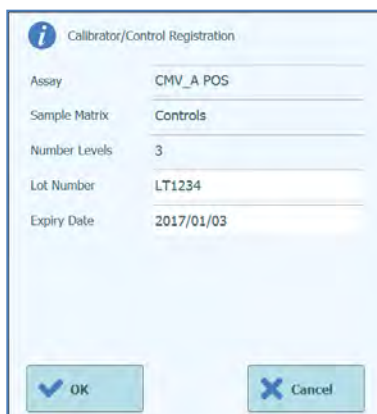 Calibrator/Control Registration
Assay CMV_A POS
Sample Matrix Controls
Number Levels 3
Lot Number LT1234
Expiry Date 2017/01/03
OK Cancel